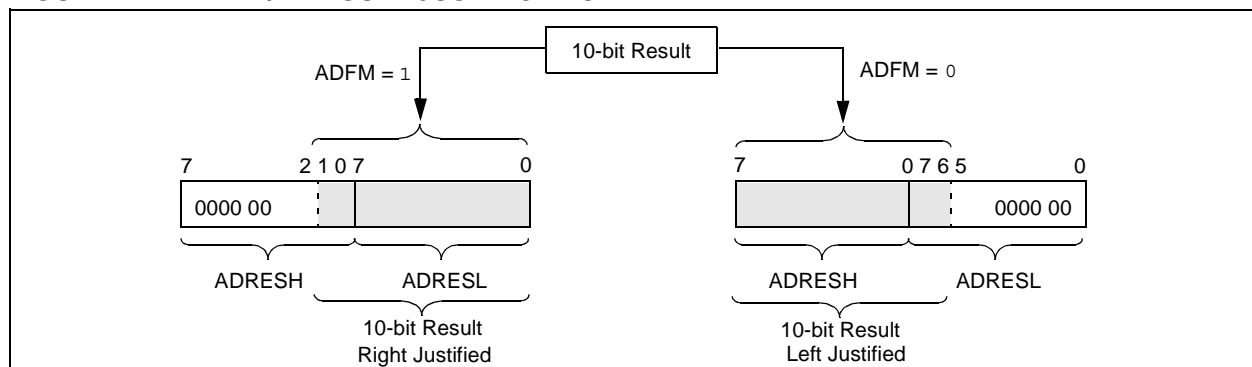 10-bit Result
ADFM = 1
ADFM = 0
7 2 1 0 7 0
7 0 7 6 5 0
0000 00
0000 00
ADRESH ADRESL
ADRESH ADRESL
10-bit Result
Right Justified
10-bit Result
Left Justified